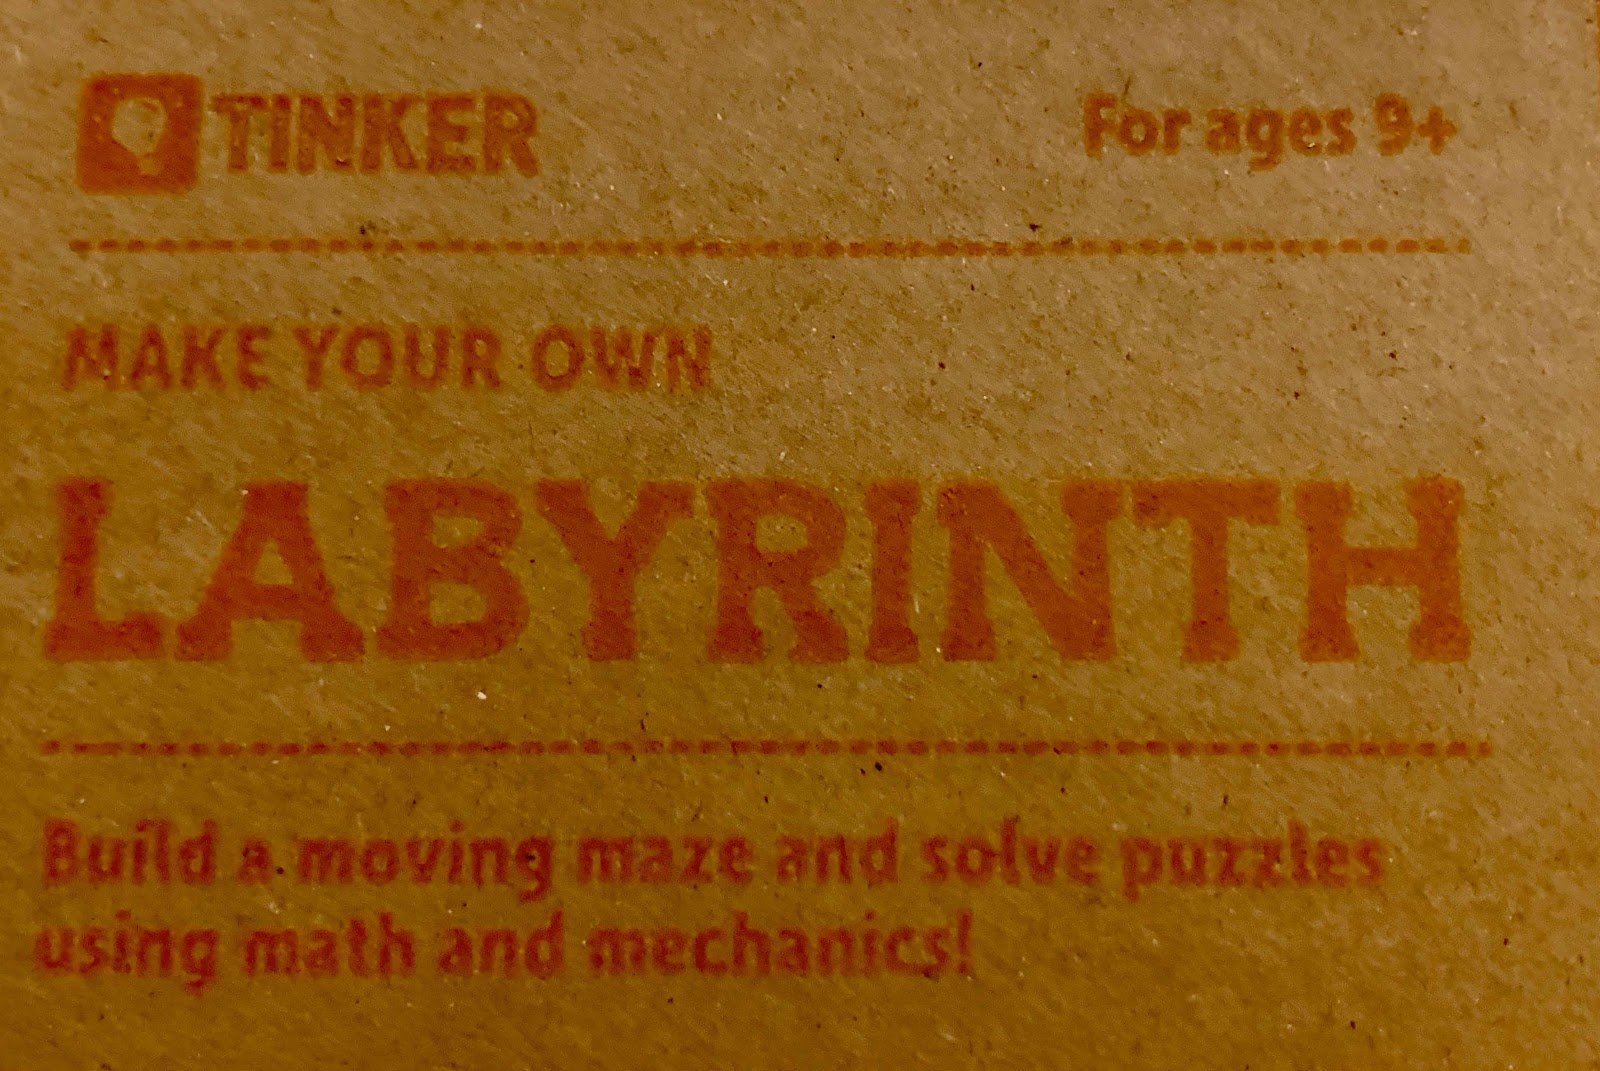 TINKER
For ages 9+
MAKE YOUR OWN
LABYRINTH
Build a moving maze and solve puzzles
using math and mechanics!